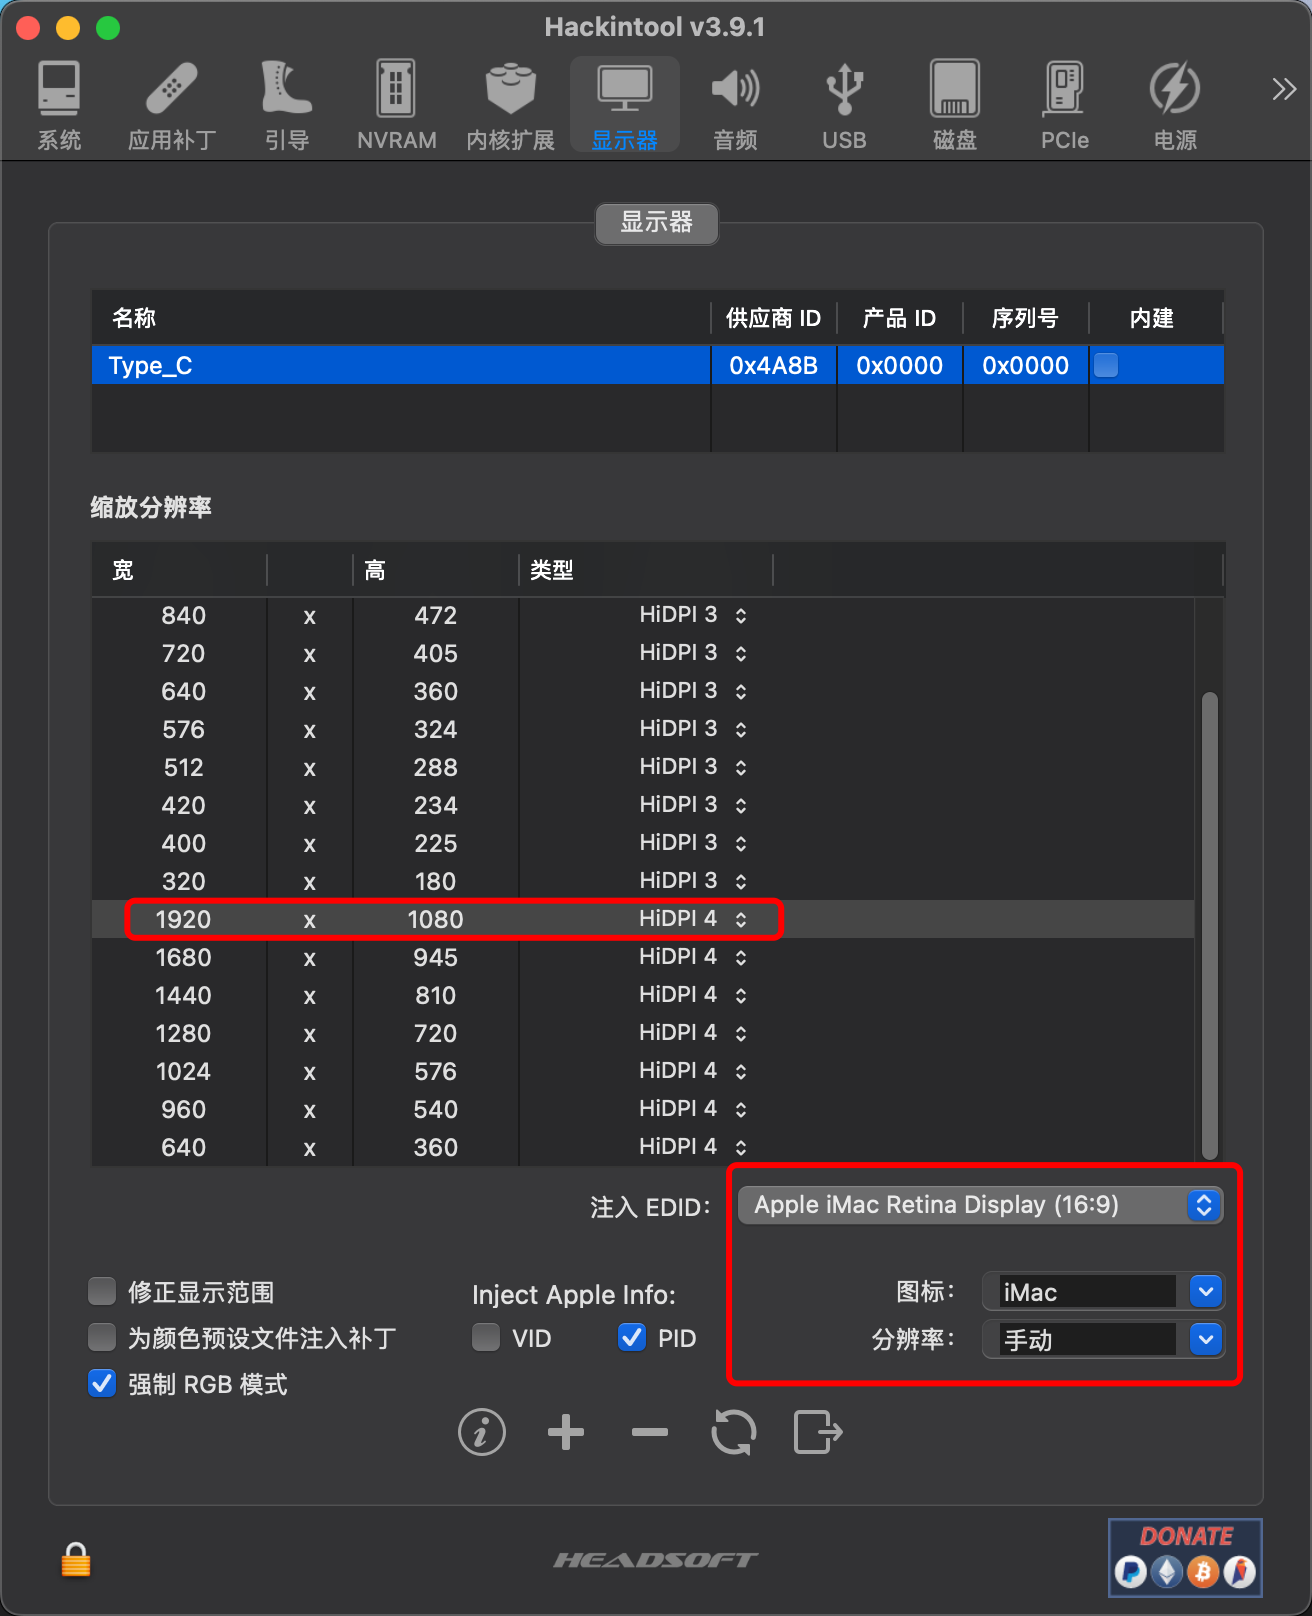 Hackintool v3.9.1
系统 应用补丁 引导 NVRAM 内核扩展 显示器 音频 USB 磁盘 PCIe 电源
显示器
名称 供应商 ID 产品 ID 序列号 内建
Type_C 0x4A8B 0x0000 0x0000
缩放分辨率
宽 高 类型
840 x 472 HiDPI 3
720 x 405 HiDPI 3
640 x 360 HiDPI 3
576 x 324 HiDPI 3
512 x 288 HiDPI 3
420 x 234 HiDPI 3
400 x 225 HiDPI 3
320 x 180 HiDPI 3
1920 x 1080 HiDPI 4
1680 x 945 HiDPI 4
1440 x 810 HiDPI 4
1280 x 720 HiDPI 4
1024 x 576 HiDPI 4
960 x 540 HiDPI 4
640 x 360 HiDPI 4
注入 EDID: Apple iMac Retina Display (16:9)
修正显示范围 Inject Apple Info: 图标: iMac
为颜色预设文件注入补丁 VID PID 分辨率: 手动
强制 RGB 模式
HEADSOFT
DONATE